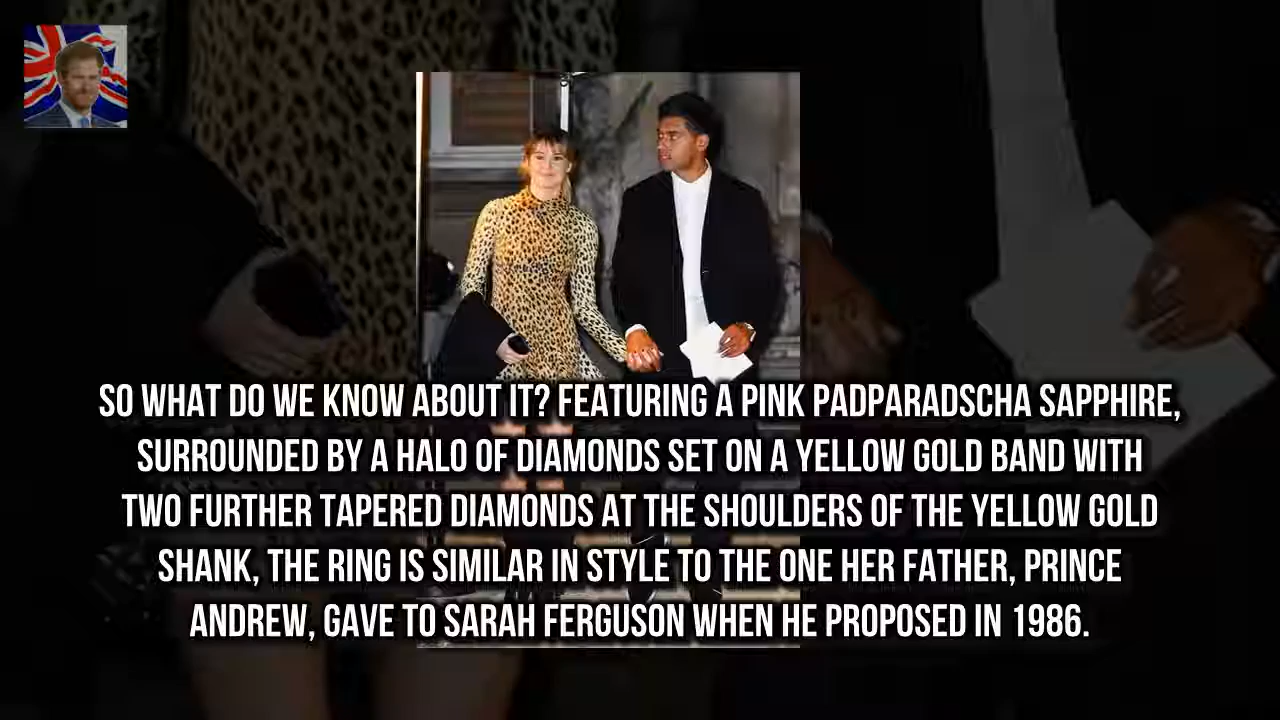 SO WHAT DO WE KNOW ABOUT IT? FEATURING A PINK PADPARADSCHA SAPPHIRE,
SURROUNDED BY A HALO OF DIAMONDS SET ON A YELLOW GOLD BAND WITH
TWO FURTHER TAPERED DIAMONDS AT THE SHOULDERS OF THE YELLOW GOLD
SHANK, THE RING IS SIMILAR IN STYLE TO THE ONE HER FATHER, PRINCE
ANDREW, GAVE TO SARAH FERGUSON WHEN HE PROPOSED IN 1986.